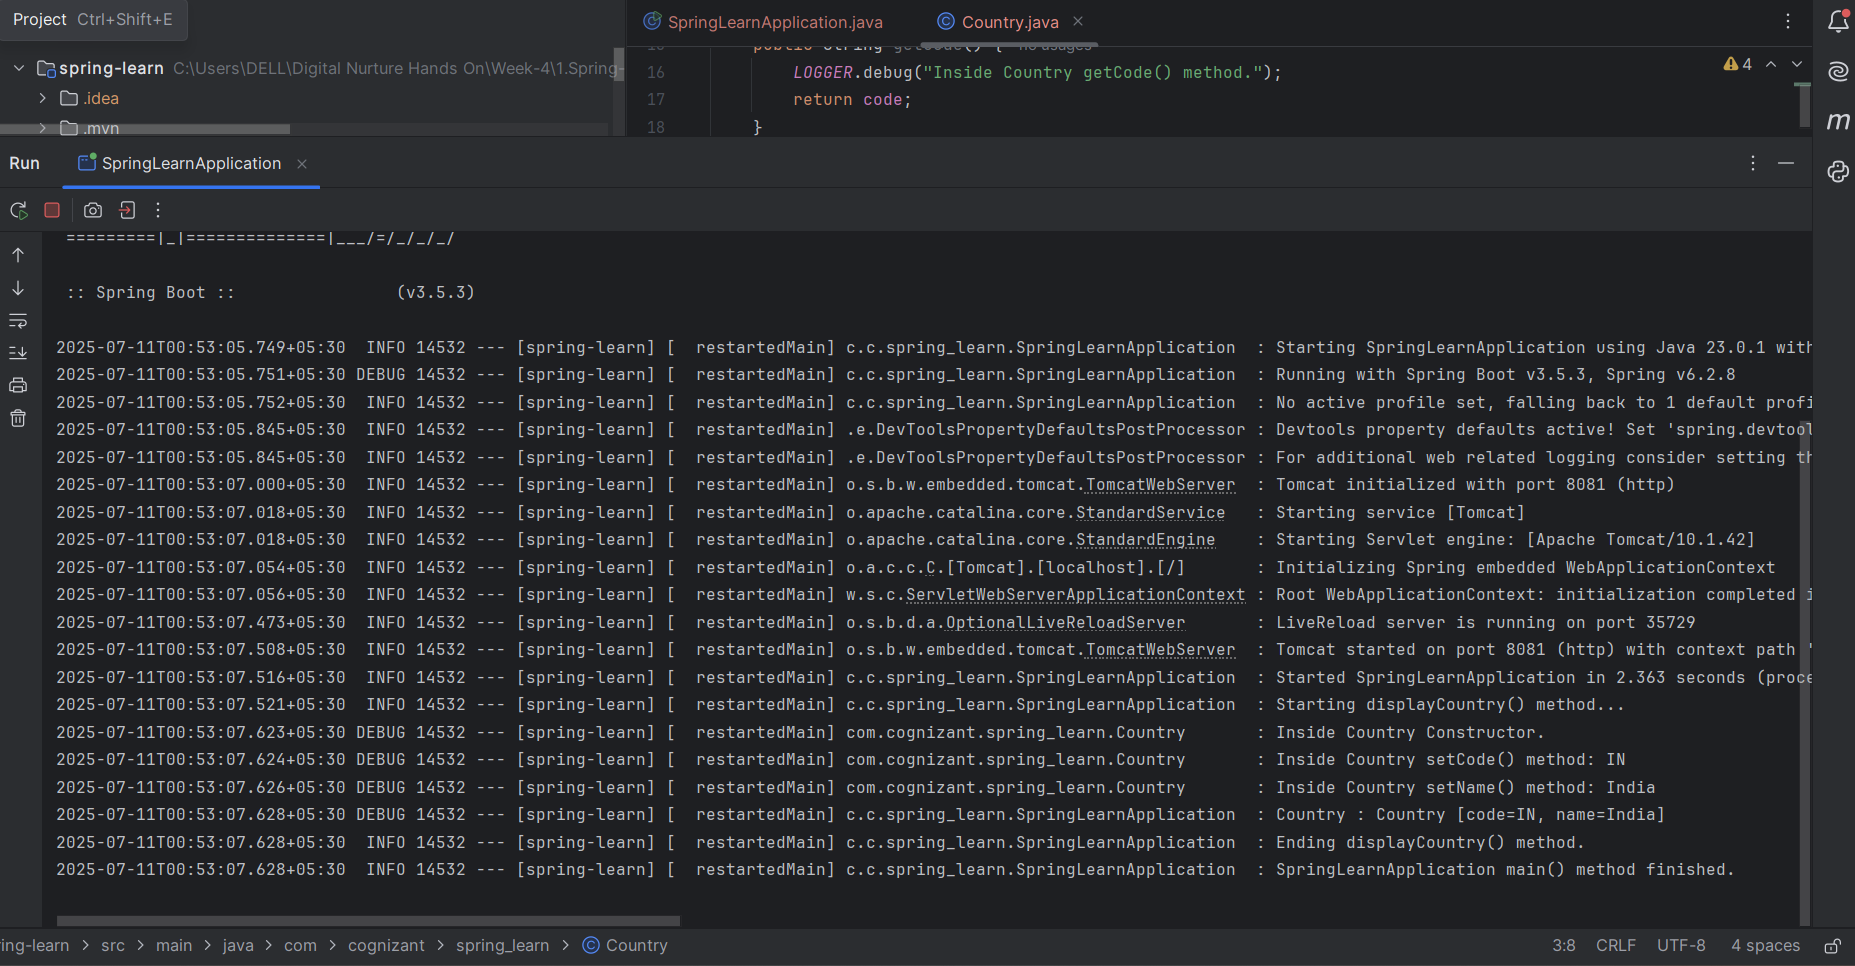 Project Ctrl+Shift+E
SpringLearnApplication.java
Country.java
spring-learn C:\Users\DELL\Digital Nurture Hands On\Week-4\1.Spring-
.idea
.mvn
public String getCode() { no usages
16 LOGGER.debug("Inside Country getCode() method.");
17 return code;
18 }
4
m
Run SpringLearnApplication
=========|_|==============|___/=/_/_/_/
:: Spring Boot :: (v3.5.3)
2025-07-11T00:53:05.749+05:30 INFO 14532 --- [spring-learn] [ restartedMain] c.c.spring_learn.SpringLearnApplication : Starting SpringLearnApplication using Java 23.0.1 with
2025-07-11T00:53:05.751+05:30 DEBUG 14532 --- [spring-learn] [ restartedMain] c.c.spring_learn.SpringLearnApplication : Running with Spring Boot v3.5.3, Spring v6.2.8
2025-07-11T00:53:05.752+05:30 INFO 14532 --- [spring-learn] [ restartedMain] c.c.spring_learn.SpringLearnApplication : No active profile set, falling back to 1 default profi
2025-07-11T00:53:05.845+05:30 INFO 14532 --- [spring-learn] [ restartedMain] .e.DevToolsPropertyDefaultsPostProcessor : Devtools property defaults active! Set 'spring.devtool
2025-07-11T00:53:05.845+05:30 INFO 14532 --- [spring-learn] [ restartedMain] .e.DevToolsPropertyDefaultsPostProcessor : For additional web related logging consider setting th
2025-07-11T00:53:07.000+05:30 INFO 14532 --- [spring-learn] [ restartedMain] o.s.b.w.embedded.tomcat.TomcatWebServer : Tomcat initialized with port 8081 (http)
2025-07-11T00:53:07.018+05:30 INFO 14532 --- [spring-learn] [ restartedMain] o.apache.catalina.core.StandardService : Starting service [Tomcat]
2025-07-11T00:53:07.018+05:30 INFO 14532 --- [spring-learn] [ restartedMain] o.apache.catalina.core.StandardEngine : Starting Servlet engine: [Apache Tomcat/10.1.42]
2025-07-11T00:53:07.054+05:30 INFO 14532 --- [spring-learn] [ restartedMain] o.a.c.c.C.[Tomcat].[localhost].[/] : Initializing Spring embedded WebApplicationContext
2025-07-11T00:53:07.056+05:30 INFO 14532 --- [spring-learn] [ restartedMain] w.s.c.ServletWebServerApplicationContext : Root WebApplicationContext: initialization completed i
2025-07-11T00:53:07.473+05:30 INFO 14532 --- [spring-learn] [ restartedMain] o.s.b.d.a.OptionalLiveReloadServer : LiveReload server is running on port 35729
2025-07-11T00:53:07.508+05:30 INFO 14532 --- [spring-learn] [ restartedMain] o.s.b.w.embedded.tomcat.TomcatWebServer : Tomcat started on port 8081 (http) with context path '
2025-07-11T00:53:07.516+05:30 INFO 14532 --- [spring-learn] [ restartedMain] c.c.spring_learn.SpringLearnApplication : Started SpringLearnApplication in 2.363 seconds (proce
2025-07-11T00:53:07.521+05:30 INFO 14532 --- [spring-learn] [ restartedMain] c.c.spring_learn.SpringLearnApplication : Starting displayCountry() method...
2025-07-11T00:53:07.623+05:30 DEBUG 14532 --- [spring-learn] [ restartedMain] com.cognizant.spring_learn.Country : Inside Country Constructor.
2025-07-11T00:53:07.624+05:30 DEBUG 14532 --- [spring-learn] [ restartedMain] com.cognizant.spring_learn.Country : Inside Country setCode() method: IN
2025-07-11T00:53:07.626+05:30 DEBUG 14532 --- [spring-learn] [ restartedMain] com.cognizant.spring_learn.Country : Inside Country setName() method: India
2025-07-11T00:53:07.628+05:30 DEBUG 14532 --- [spring-learn] [ restartedMain] c.c.spring_learn.SpringLearnApplication : Country : Country [code=IN, name=India]
2025-07-11T00:53:07.628+05:30 INFO 14532 --- [spring-learn] [ restartedMain] c.c.spring_learn.SpringLearnApplication : Ending displayCountry() method.
2025-07-11T00:53:07.628+05:30 INFO 14532 --- [spring-learn] [ restartedMain] c.c.spring_learn.SpringLearnApplication : SpringLearnApplication main() method finished.
ring-learn > src > main > java > com > cognizant > spring_learn > Country
3:8 CRLF UTF-8 4 spaces